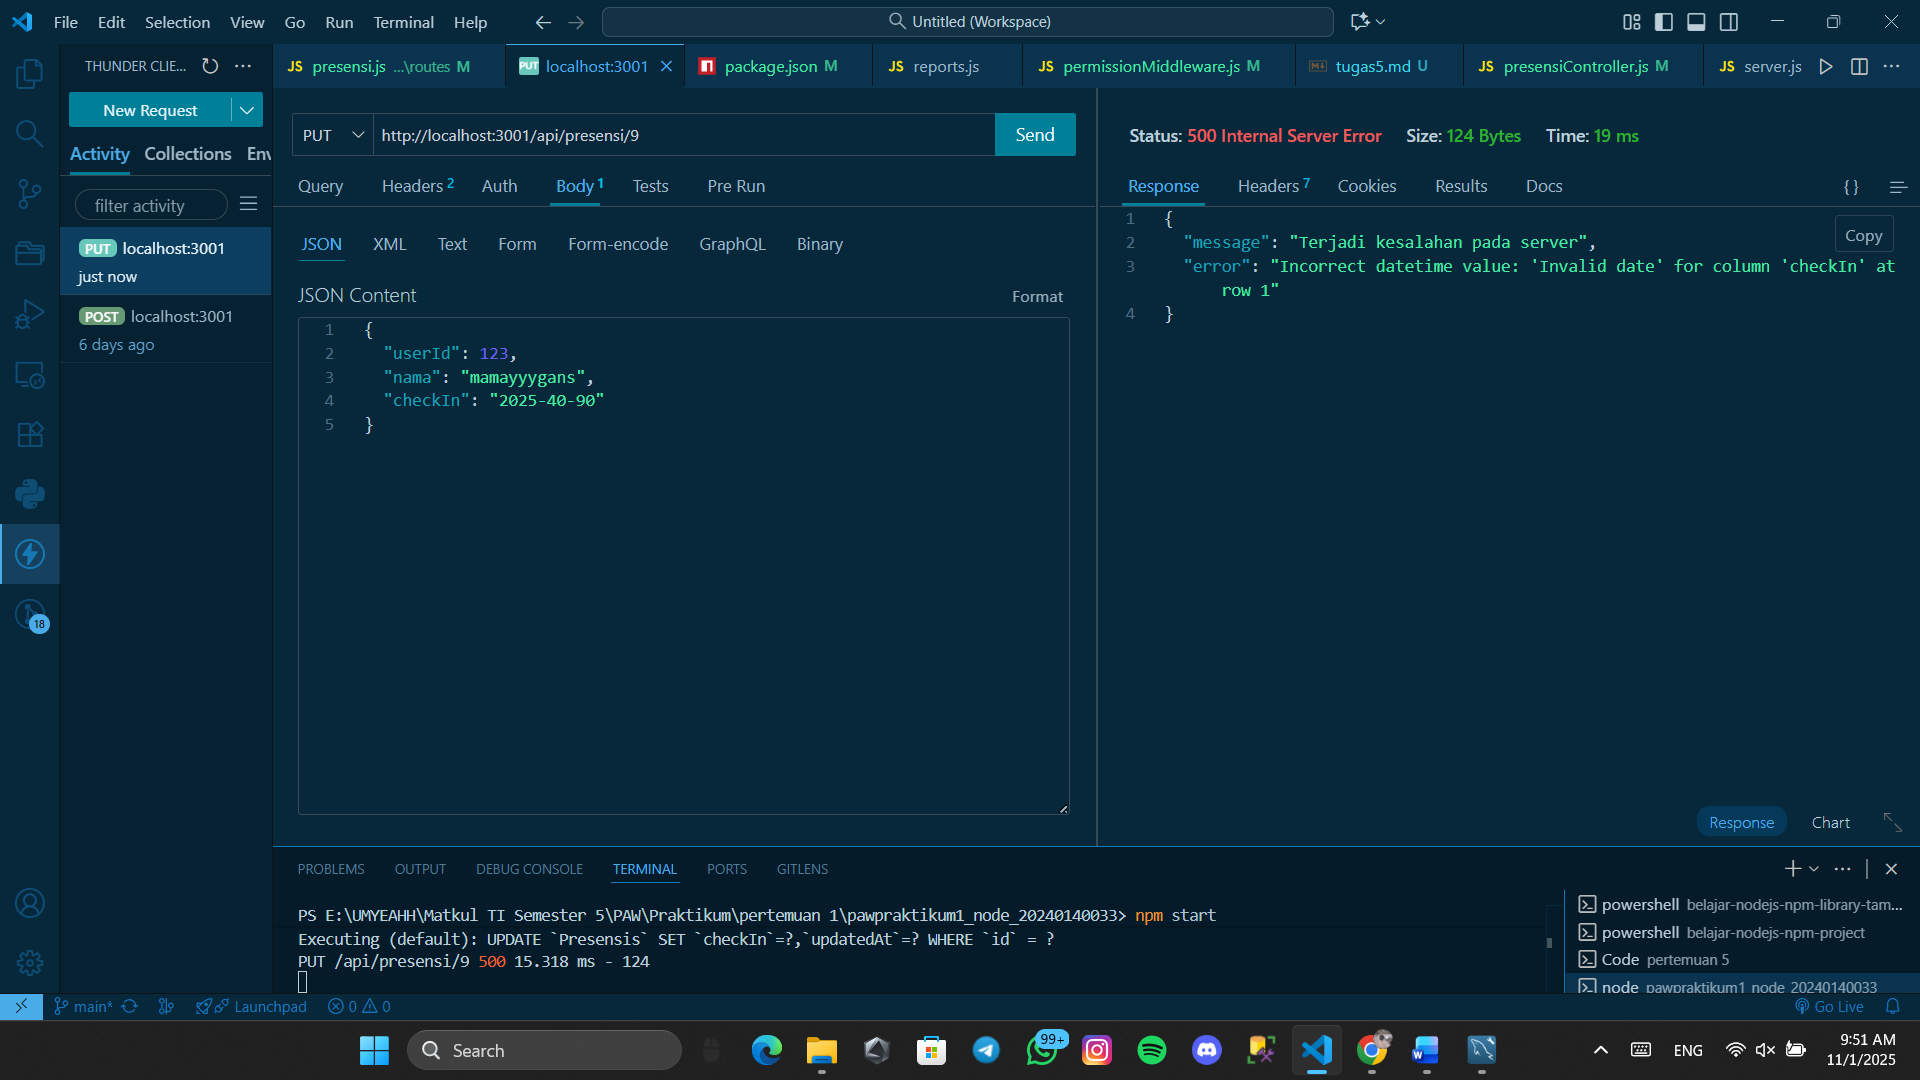 File Edit Selection View Go Run Terminal Help
Untitled (Workspace)
THUNDER CLIE...
New Request
Activity Collections Env
filter activity
PUT localhost:3001
just now
POST localhost:3001
6 days ago
JS presensi.js ...\routes M
PUT localhost:3001
package.json M
JS reports.js
JS permissionMiddleware.js M
tugas5.md U
JS presensiController.js M
JS server.js
PUT http://localhost:3001/api/presensi/9 Send
Query Headers 2 Auth Body 1 Tests Pre Run
JSON XML Text Form Form-encode GraphQL Binary
JSON Content Format
1 {
2 "userId": 123,
3 "nama": "mamayyygans",
4 "checkIn": "2025-40-90"
5 }
Status: 500 Internal Server Error Size: 124 Bytes Time: 19 ms
Response Headers 7 Cookies Results Docs { }
Copy
1 {
2 "message": "Terjadi kesalahan pada server",
3 "error": "Incorrect datetime value: 'Invalid date' for column 'checkIn' at
row 1"
4 }
Response Chart
PROBLEMS OUTPUT DEBUG CONSOLE TERMINAL PORTS GITLENS
PS E:\UMYEAHH\Matkul TI Semester 5\PAW\Praktikum\pertemuan 1\pawpraktikum1_node_20240140033> npm start
Executing (default): UPDATE `Presensis` SET `checkIn`=?,`updatedAt`=? WHERE `id` = ?
PUT /api/presensi/9 500 15.318 ms - 124
powershell belajar-nodejs-npm-library-tam...
powershell belajar-nodejs-npm-project
Code pertemuan 5
node pawpraktikum1_node_20240140033
18
main* Launchpad 0 0 Go Live
Search
99+
ENG
9:51 AM
11/1/2025